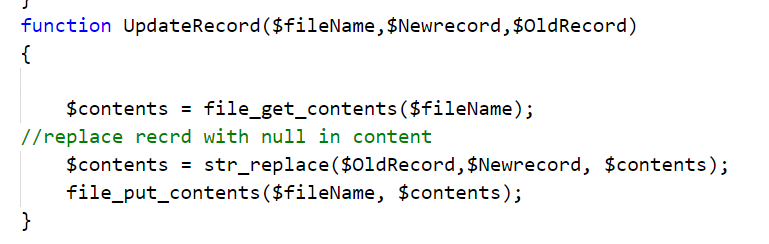 }
function UpdateRecord($fileName,$Newrecord,$OldRecord)
{
$contents = file_get_contents($fileName);
//replace recrd with null in content
$contents = str_replace($OldRecord,$Newrecord, $contents);
file_put_contents($fileName, $contents);
}